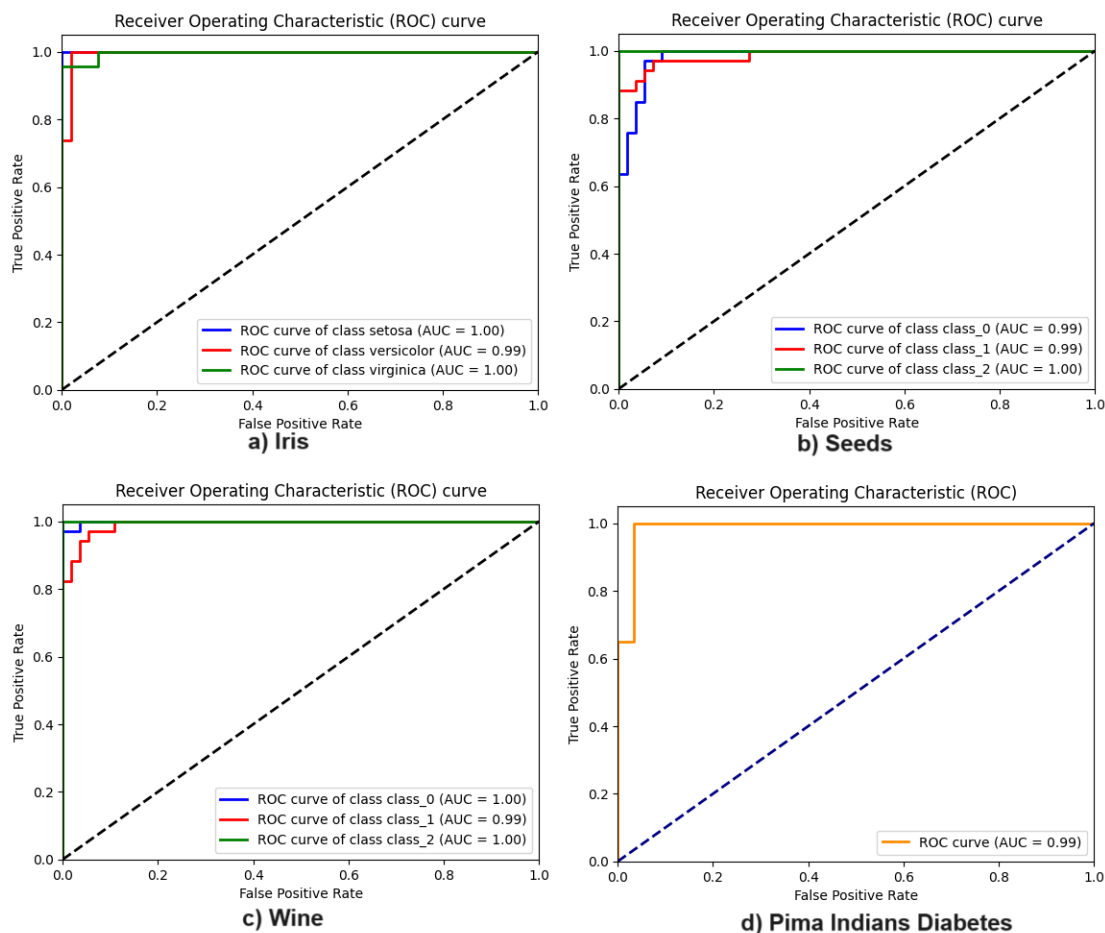 Receiver Operating Characteristic (ROC) curve
True Positive Rate
1.0
0.8
0.6
0.4
0.2
0.0
ROC curve of class setosa (AUC = 1.00)
ROC curve of class versicolor (AUC = 0.99)
ROC curve of class virginica (AUC = 1.00)
0.0 0.2 0.4 0.6 0.8 1.0
False Positive Rate
a) Iris
Receiver Operating Characteristic (ROC) curve
True Positive Rate
1.0
0.8
0.6
0.4
0.2
0.0
ROC curve of class class_0 (AUC = 0.99)
ROC curve of class class_1 (AUC = 0.99)
ROC curve of class class_2 (AUC = 1.00)
0.0 0.2 0.4 0.6 0.8 1.0
False Positive Rate
b) Seeds
Receiver Operating Characteristic (ROC) curve
True Positive Rate
1.0
0.8
0.6
0.4
0.2
0.0
ROC curve of class class_0 (AUC = 1.00)
ROC curve of class class_1 (AUC = 0.99)
ROC curve of class class_2 (AUC = 1.00)
0.0 0.2 0.4 0.6 0.8 1.0
False Positive Rate
c) Wine
Receiver Operating Characteristic (ROC)
True Positive Rate
1.0
0.8
0.6
0.4
0.2
0.0
ROC curve (AUC = 0.99)
0.0 0.2 0.4 0.6 0.8 1.0
False Positive Rate
d) Pima Indians Diabetes